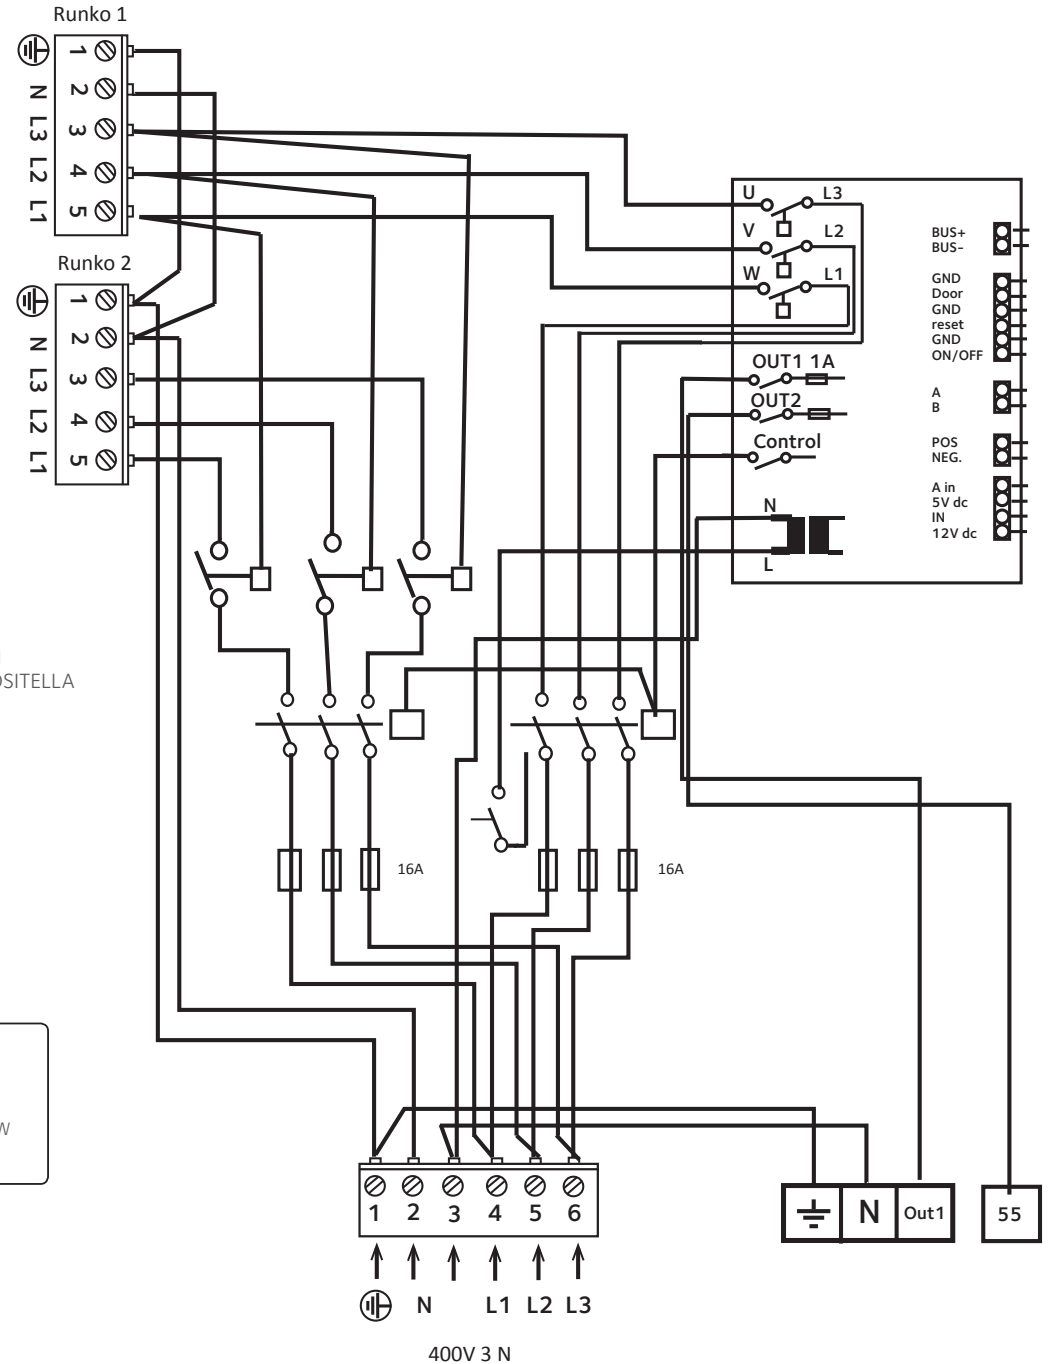 Runko 1
1
N 2
L3 3
L2 4
L1 5
Runko 2
1
N 2
L3 3
L2 4
L1 5
U L3
V L2
W L1
OUT1 1A
OUT2
Control
N
L
BUS+
BUS-
GND
Door
GND
reset
GND
ON/OFF
A
B
POS
NEG.
A in
5V dc
IN
12V dc
OSITELLA
16A 16A
W
1 2 3 4 5 6
N L1 L2 L3
400V 3 N
N Out1 55